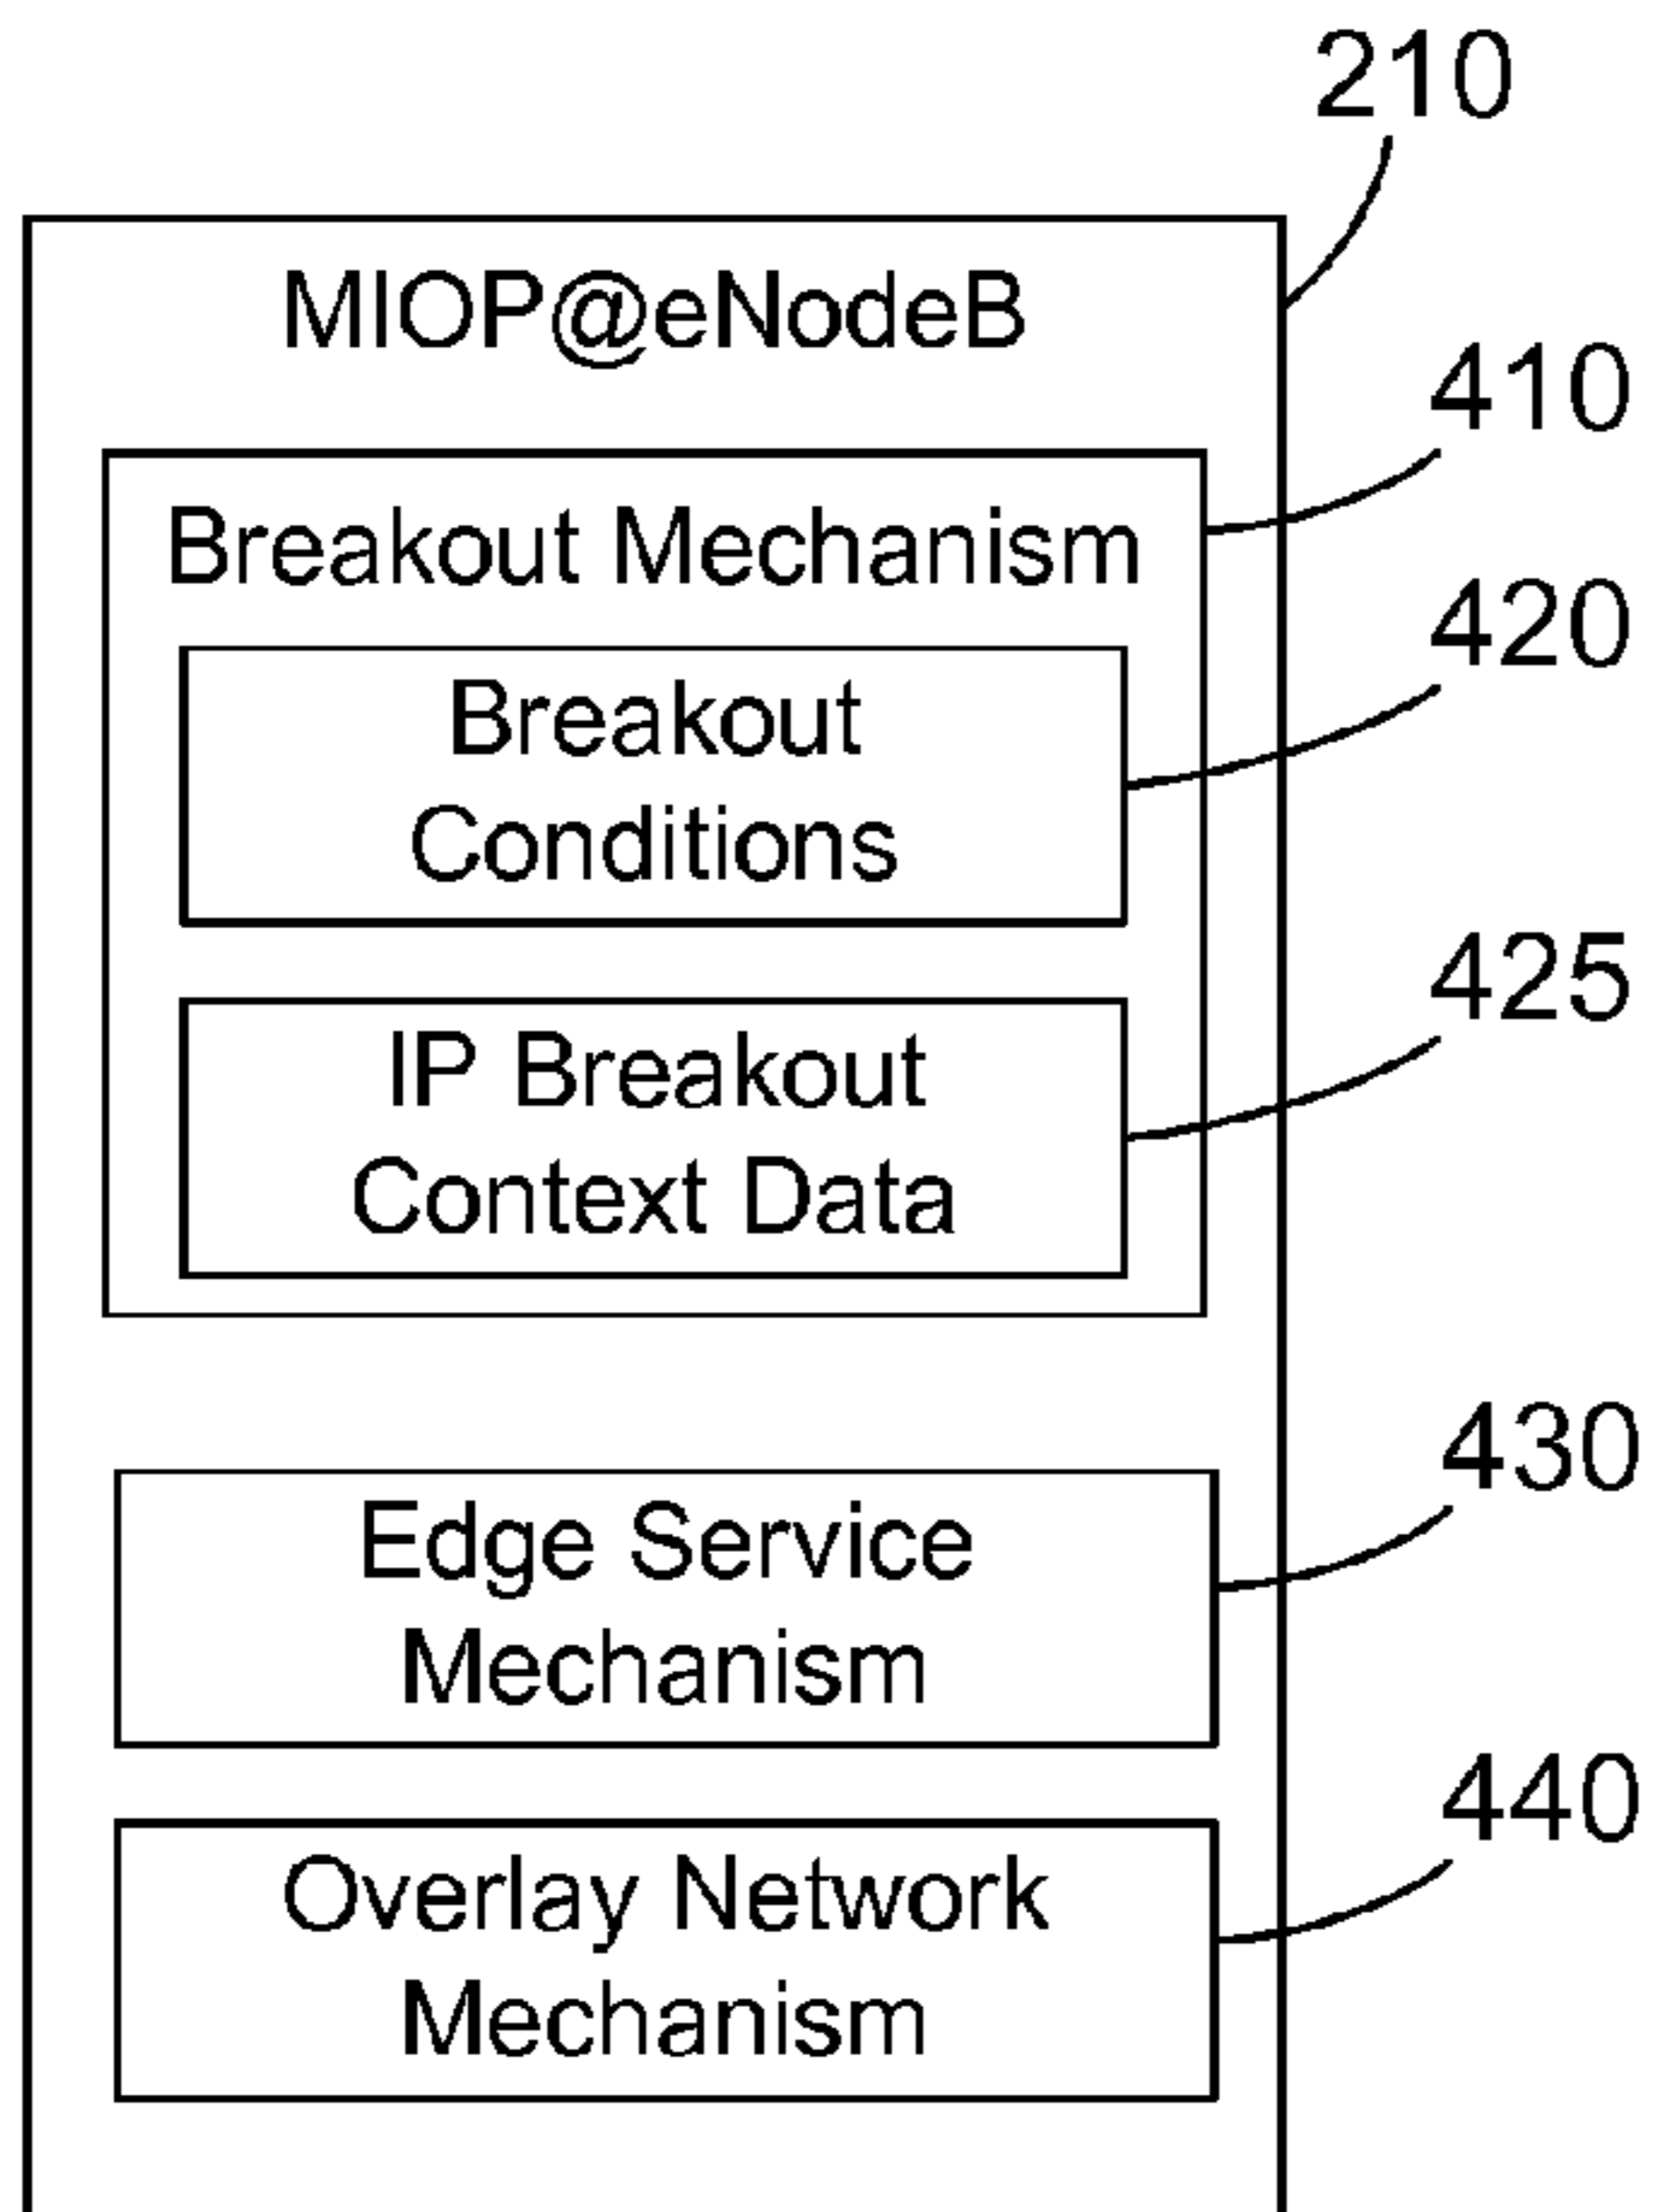 210
MIOP@eNodeB
410
Breakout Mechanism
420
Breakout
Conditions
425
IP Breakout
Context Data
430
Edge Service
Mechanism
440
Overlay Network
Mechanism